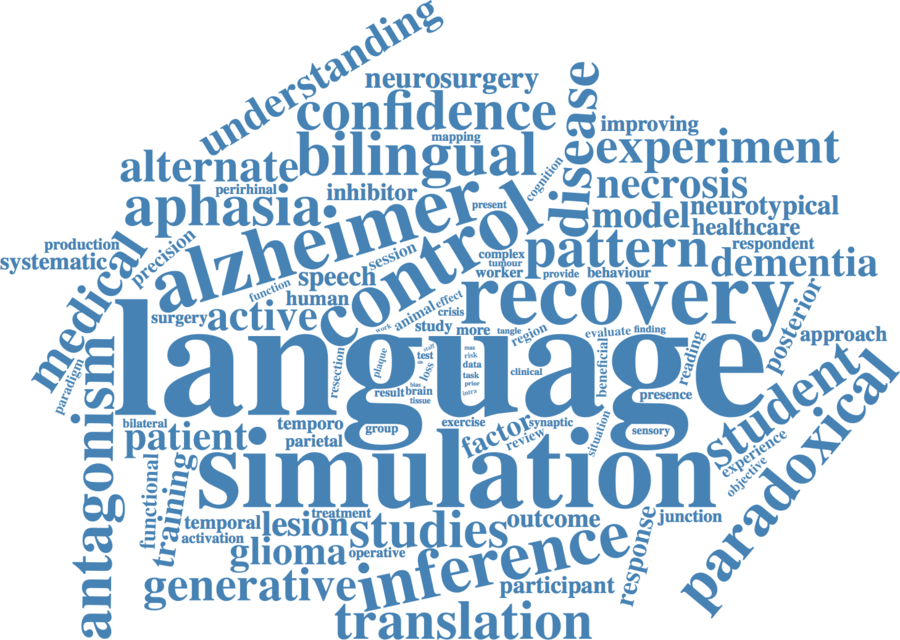 understanding
neurosurgery
confidence
disease
mapping
improving
alternate
bilingual
experiment
cognition
perirhinal
inhibitor
necrosis
aphasia
alzheimer
present
control
model
neurotypical
healthcare
production
systematic
medical
precision
session
speech
function
human
complex
tumour
worker
pattern
provide
behaviour
respondent
dementia
surgery
active
recovery
posterior
work
animal
effect
crisis
study
more
tangle
region
evaluate
finding
approach
paradigm
language
resection
plaque
staff
test
loss
bias
result
brain
tissue
risk
data
task
prior
intra
clinical
beneficial
reading
presence
antagonism
bilateral
patient
temporo
parietal
group
exercise
factor
synaptic
review
situation
sensory
student
experience
objective
paradoxical
functional
training
simulation
temporal
activation
lesion
treatment
studies
outcome
junction
response
glioma
operative
generative
inference
participant
translation